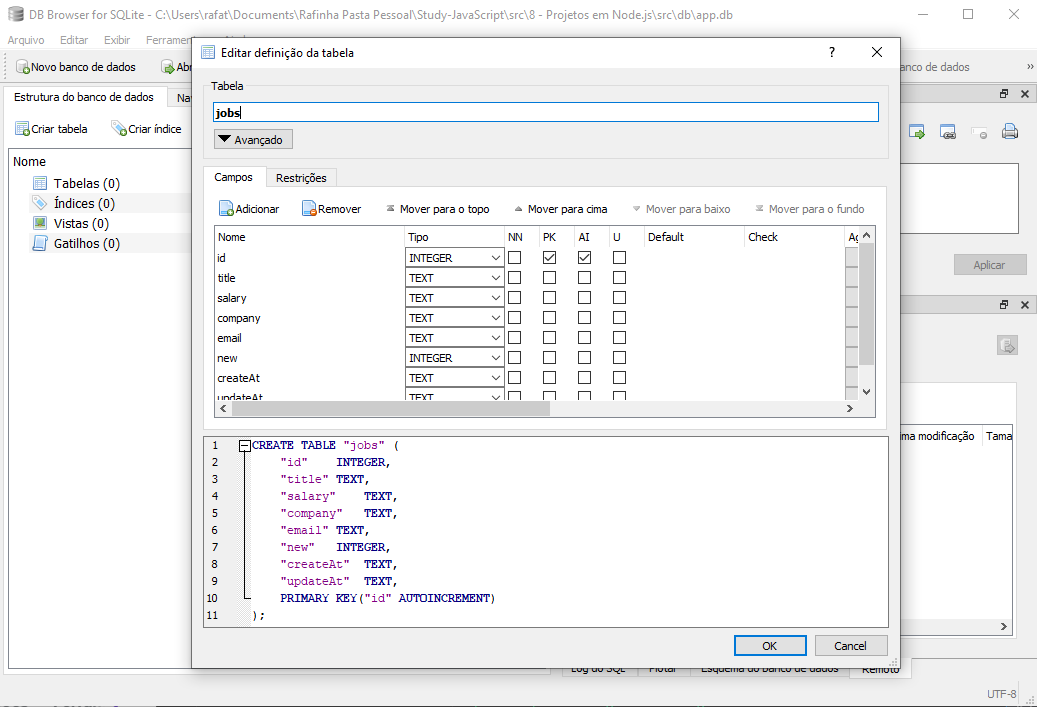 DB Browser for SQLite - C:\Users\rafat\Documents\Rafinha Pasta Pessoal\Study-JavaScript\src\8 - Projetos em Node.js\src\db\app.db
Arquivo Editar Exibir
Novo banco de dados
Estrutura do banco de dados
Criar tabela Criar índice
Nome
Tabelas (0)
Índices (0)
Vistas (0)
Gatilhos (0)
Editar definição da tabela ?
Tabela
jobs
Avançado
Campos Restrições
Adicionar Remover Mover para o topo Mover para cima Mover para baixo Mover para o fundo
Nome Tipo NN PK AI U Default Check
id INTEGER
title TEXT
salary TEXT
company TEXT
email TEXT
new INTEGER
createAt TEXT
updateAt TEXT
1 CREATE TABLE "jobs" (
2 "id" INTEGER,
3 "title" TEXT,
4 "salary" TEXT,
5 "company" TEXT,
6 "email" TEXT,
7 "new" INTEGER,
8 "createAt" TEXT,
9 "updateAt" TEXT,
10 PRIMARY KEY("id" AUTOINCREMENT)
11 );
OK Cancel
de dados »
Aplicar
modificação Tama
Log do SQL Plotar Esquema do banco de dados Remoto
UTF-8